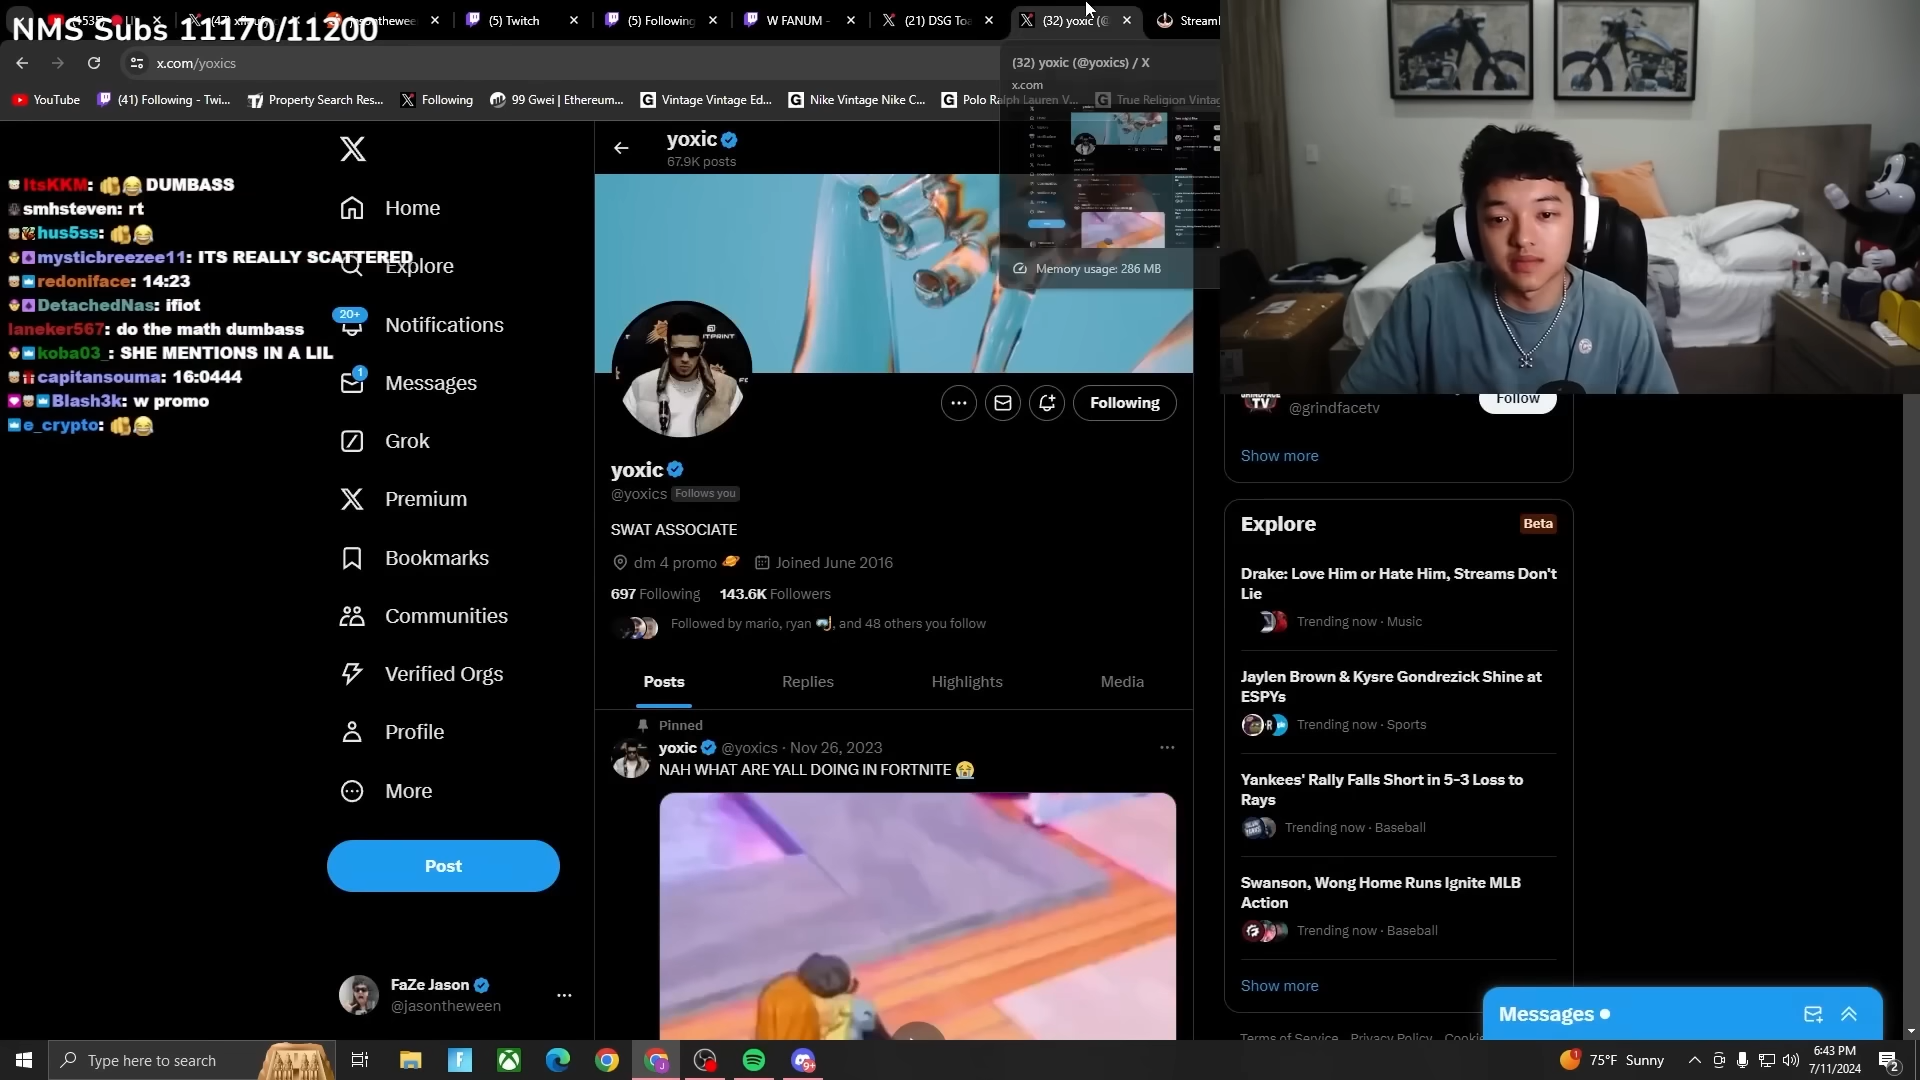 NMS Subs 11170/11200
(5) Twitch
(5) Following
W FANUM -
(21) DSG Toa
(32) yoxic (@
Stream
x.com/yoxics
(32) yoxic (@yoxics) / X
x.com
YouTube
(41) Following - Twi...
Property Search Res...
Following
99 Gwei | Ethereum...
Vintage Vintage Ed...
Nike Vintage Nike C...
Polo Ralph Lauren V...
True Religion Vintag
Memory usage: 286 MB
ItsKKM: 🫵😂 DUMBASS
smhsteven: rt
hus5ss: 🫵😂
mysticbreezee11: ITS REALLY SCATTERED
redoniface: 14:23
DetachedNas: ifiot
laneker567: do the math dumbass
koba03_: SHE MENTIONS IN A LIL
capitansouma: 16:0444
Blash3k: w promo
e_crypto: 🫵😂
Home
Explore
20+
Notifications
1
Messages
Grok
Premium
Bookmarks
Communities
Verified Orgs
Profile
More
Post
FaZe Jason
@jasontheween
yoxic
67.9K posts
Following
yoxic
@yoxics Follows you
SWAT ASSOCIATE
dm 4 promo 🪐 Joined June 2016
697 Following 143.6K Followers
Followed by mario, ryan 🤿, and 48 others you follow
Posts
Replies
Highlights
Media
Pinned
yoxic @yoxics · Nov 26, 2023
NAH WHAT ARE YALL DOING IN FORTNITE 😭
@grindfacetv
Follow
Show more
Explore
Beta
Drake: Love Him or Hate Him, Streams Don't
Lie
Trending now · Music
Jaylen Brown & Kysre Gondrezick Shine at
ESPYs
Trending now · Sports
Yankees' Rally Falls Short in 5-3 Loss to
Rays
Trending now · Baseball
Swanson, Wong Home Runs Ignite MLB
Action
Trending now · Baseball
Show more
Terms of Service Privacy Policy Cookie
Messages
Type here to search
75°F Sunny
6:43 PM
7/11/2024
2